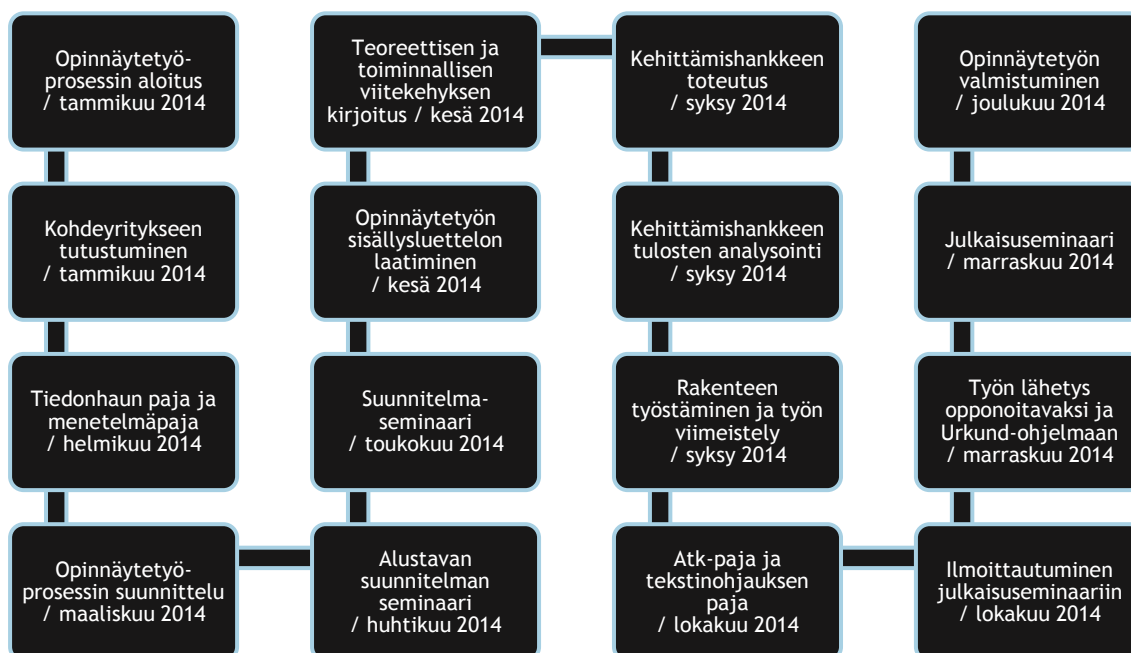 Opinnäytetyö-
prosessin aloitus
/ tammikuu 2014
Kohdeyritykseen
tutustuminen
/ tammikuu 2014
Tiedonhaun paja ja
menetelmäpaja
/ helmikuu 2014
Opinnäytetyö-
prosessin suunnittelu
/ maaliskuu 2014
Alustavan
suunnitelman
seminaari
/ huhtikuu 2014
Suunnitelma-
seminaari
/ toukokuu 2014
Opinnäytetyön
sisällysluettelon
laatiminen
/ kesä 2014
Teoreettisen ja
toiminnallisen
viitekehyksen
kirjoitus / kesä 2014
Kehittämishankkeen
toteutus
/ syksy 2014
Kehittämishankkeen
tulosten analysointi
/ syksy 2014
Rakenteen
työstäminen ja työn
viimeistely
/ syksy 2014
Atk-paja ja
tekstinohjauksen
paja
/ lokakuu 2014
Ilmoittautuminen
julkaisuseminaariin
/ lokakuu 2014
Työn lähetys
opponoitavaksi ja
Urkund-ohjelmaan
/ marraskuu 2014
Julkaisuseminaari
/ marraskuu 2014
Opinnäytetyön
valmistuminen
/ joulukuu 2014